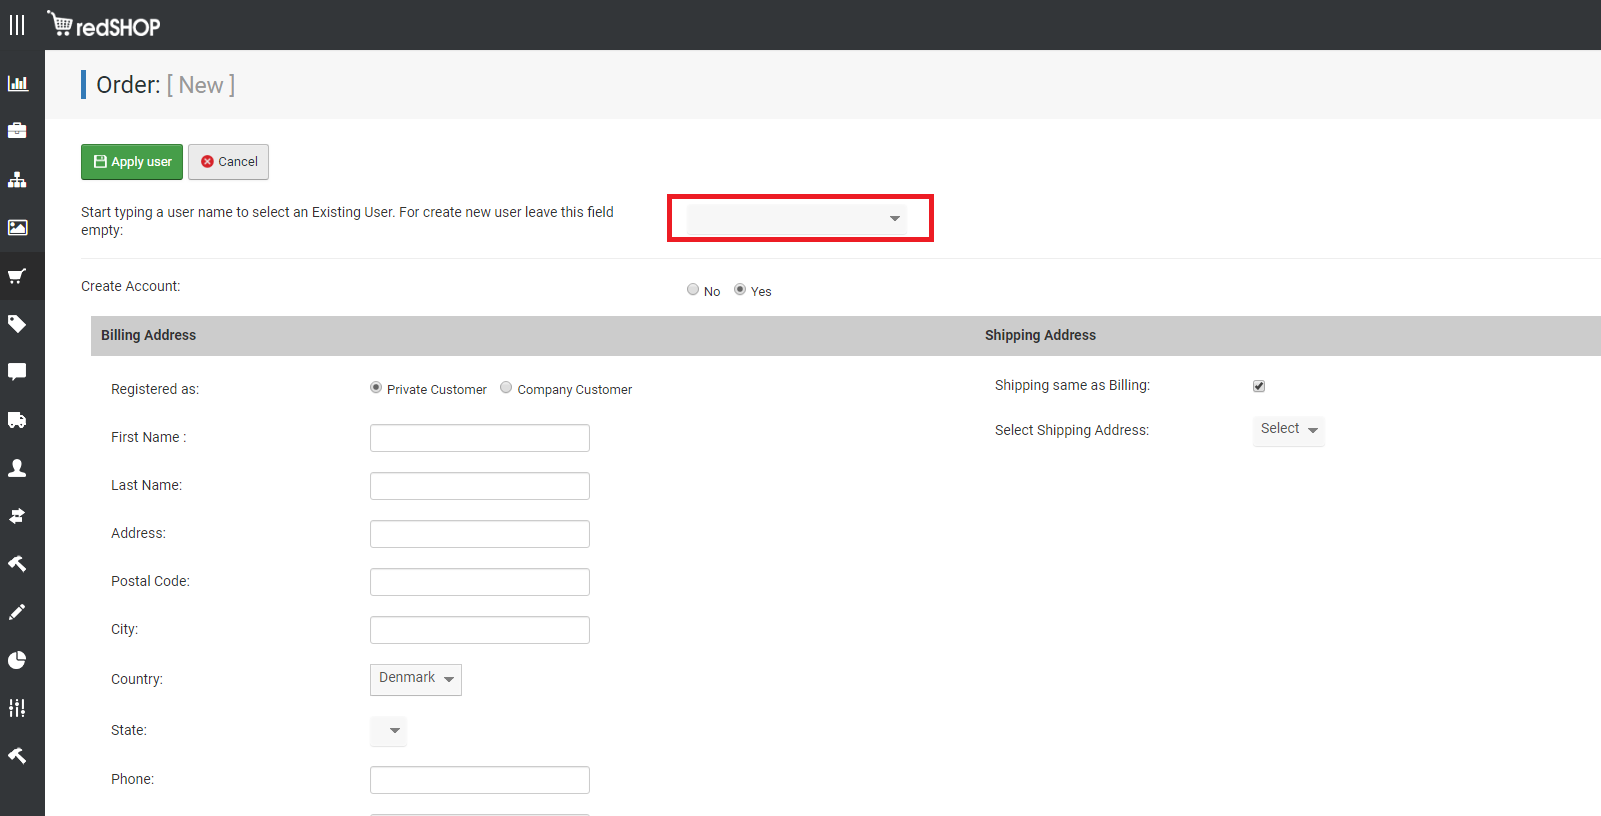 redSHOP
Order: [ New ]
Apply user
Cancel
Start typing a user name to select an Existing User. For create new user leave this field
empty:
Create Account:
No
Yes
Billing Address
Shipping Address
Registered as:
Private Customer
Company Customer
Shipping same as Billing:
First Name :
Select Shipping Address:
Select
Last Name:
Address:
Postal Code:
City:
Country:
Denmark
State:
Phone: